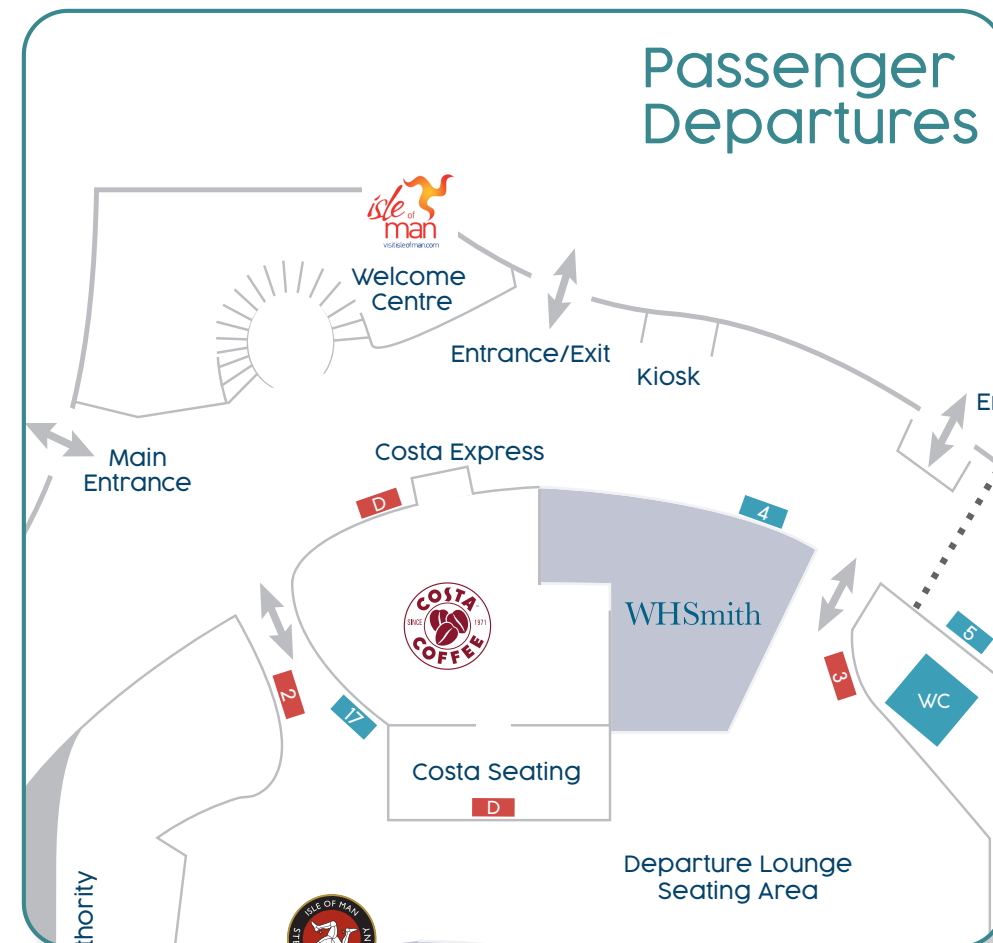 Passenger
Departures
isle of
man
visitisleofman.com
Welcome
Centre
Entrance/Exit
Kiosk
Main
Entrance
Costa Express
D
4
COSTA
SINCE 1971
COFFEE
WHSmith
5
2
3
17
WC
Costa Seating
D
Departure Lounge
Seating Area
ISLE OF MAN